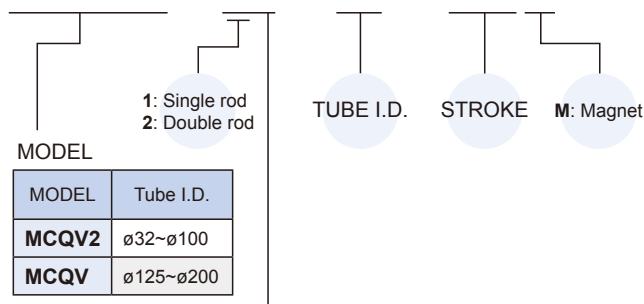 1: Single rod
2: Double rod
TUBE I.D.
STROKE
M: Magnet
MODEL
MODEL Tube I.D.
MCQV2 ø32~ø100
MCQV ø125~ø200